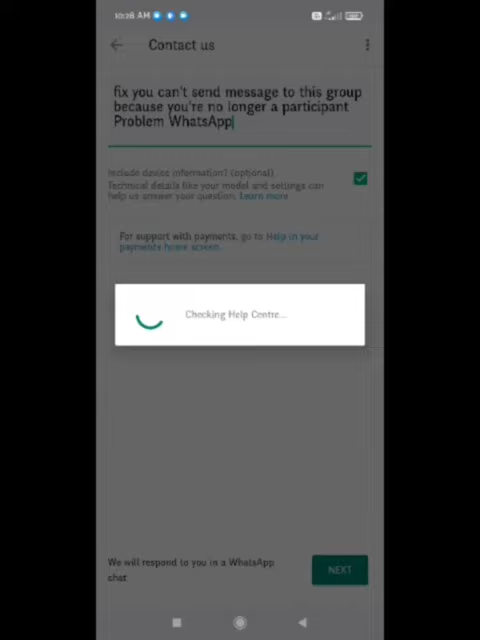 10:28 AM
Contact us
fix you can't send message to this group
because you're no longer a participant
Problem WhatsApp
Include device information? (optional)
Technical details like your model and settings can
help us answer your question. Learn more
For support with payments, go to Help in your
payments home screen.
Checking Help Centre...
We will respond to you in a WhatsApp
chat
NEXT